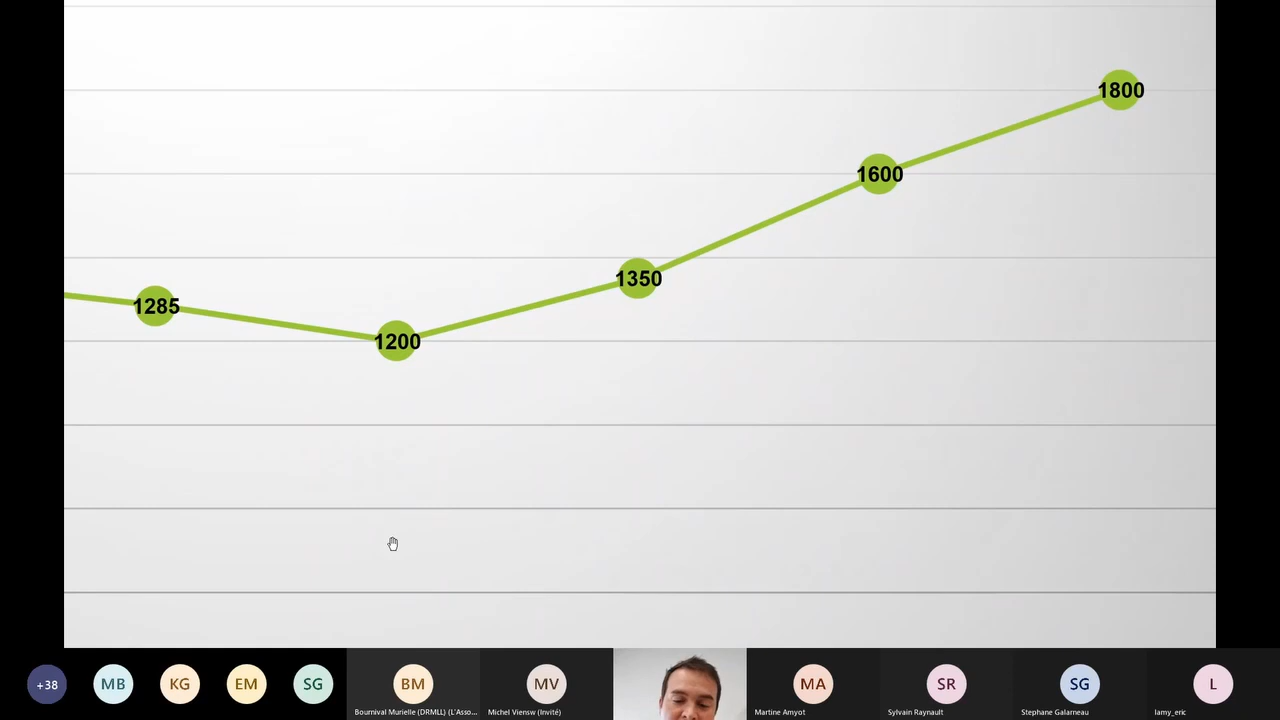 1800
1600
1350
1285
1200
+38
MB
KG
EM
SG
BM
MV
MA
SR
SG
L
Bournival Murielle (DRMLL) (L'Asso...
Michel Viensw (Invité)
Martine Amyot
Sylvain Raynault
Stephane Galarneau
lamy_eric